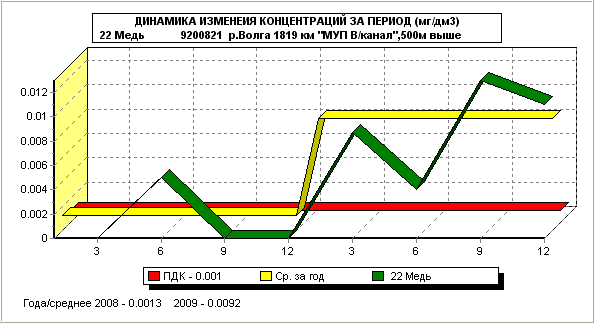 ДИНАМИКА ИЗМЕНЕИЯ КОНЦЕНТРАЦИЙ ЗА ПЕРИОД (мг/дм3)
22 Медь 9200821 р.Волга 1819 км "МУП В/канал",500м выше
0.012
0.01
0.008
0.006
0.004
0.002
0
3 6 9 12 3 6 9 12
ПДК - 0.001 Ср. за год 22 Медь
Года/среднее 2008 - 0.0013 2009 - 0.0092